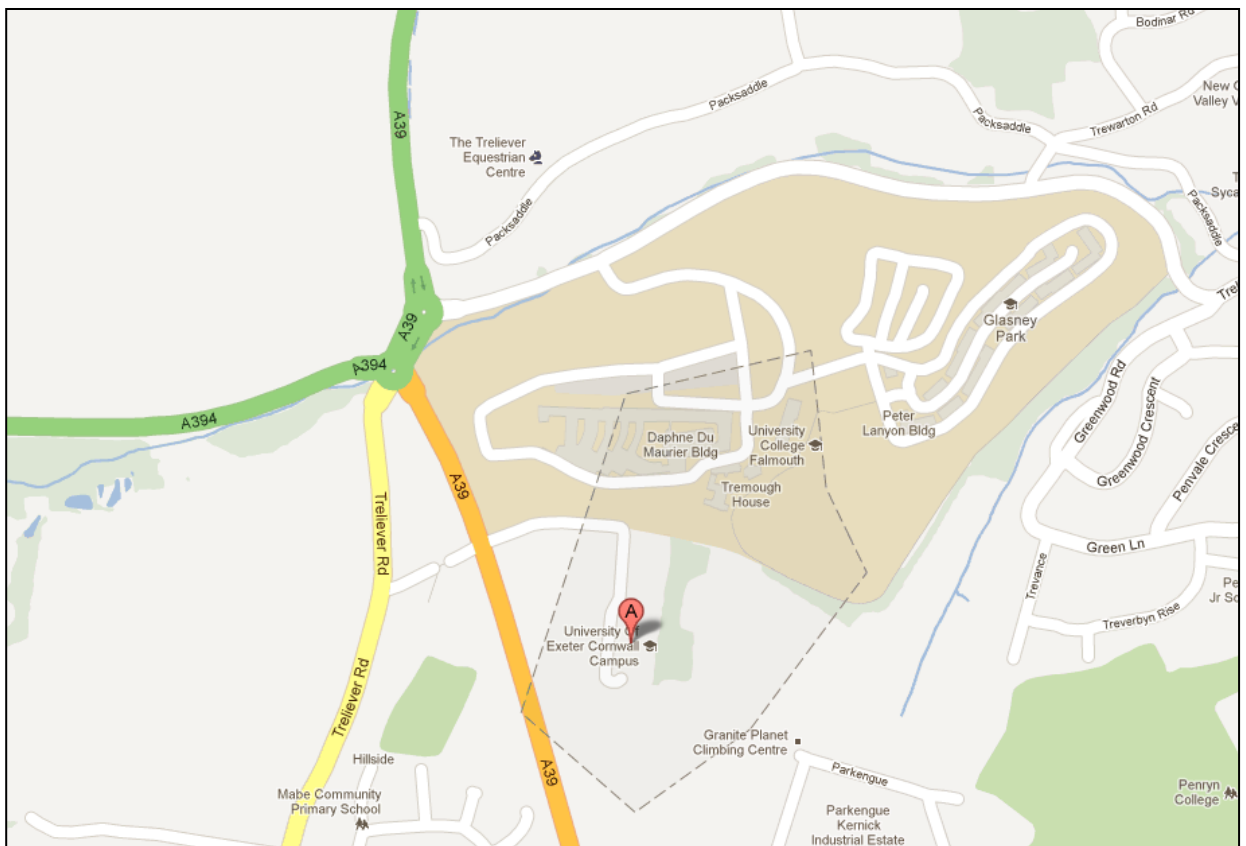 Bodinar Rd
New
Valley
Packsaddle
Packsaddle
Trewarton Rd
A39
The Treliever
Equestrian
Centre
Packsaddle
Packsaddle
Glasney
Park
A39
A394
A394
Peter
Lanyon Bldg
Daphne Du
Maurier Bldg
University
College
Falmouth
Tremough
House
Greenwood Rd
Greenwood Crescent
Penvale Cresce
A39
Treliever Rd
Green Ln
Trevance
Treverbyn Rise
A
University Of
Exeter Cornwall
Campus
Treliever Rd
Granite Planet
Climbing Centre
Hillside
A39
Parkengue
Mabe Community
Primary School
Penryn
College
Parkengue
Kernick
Industrial Estate